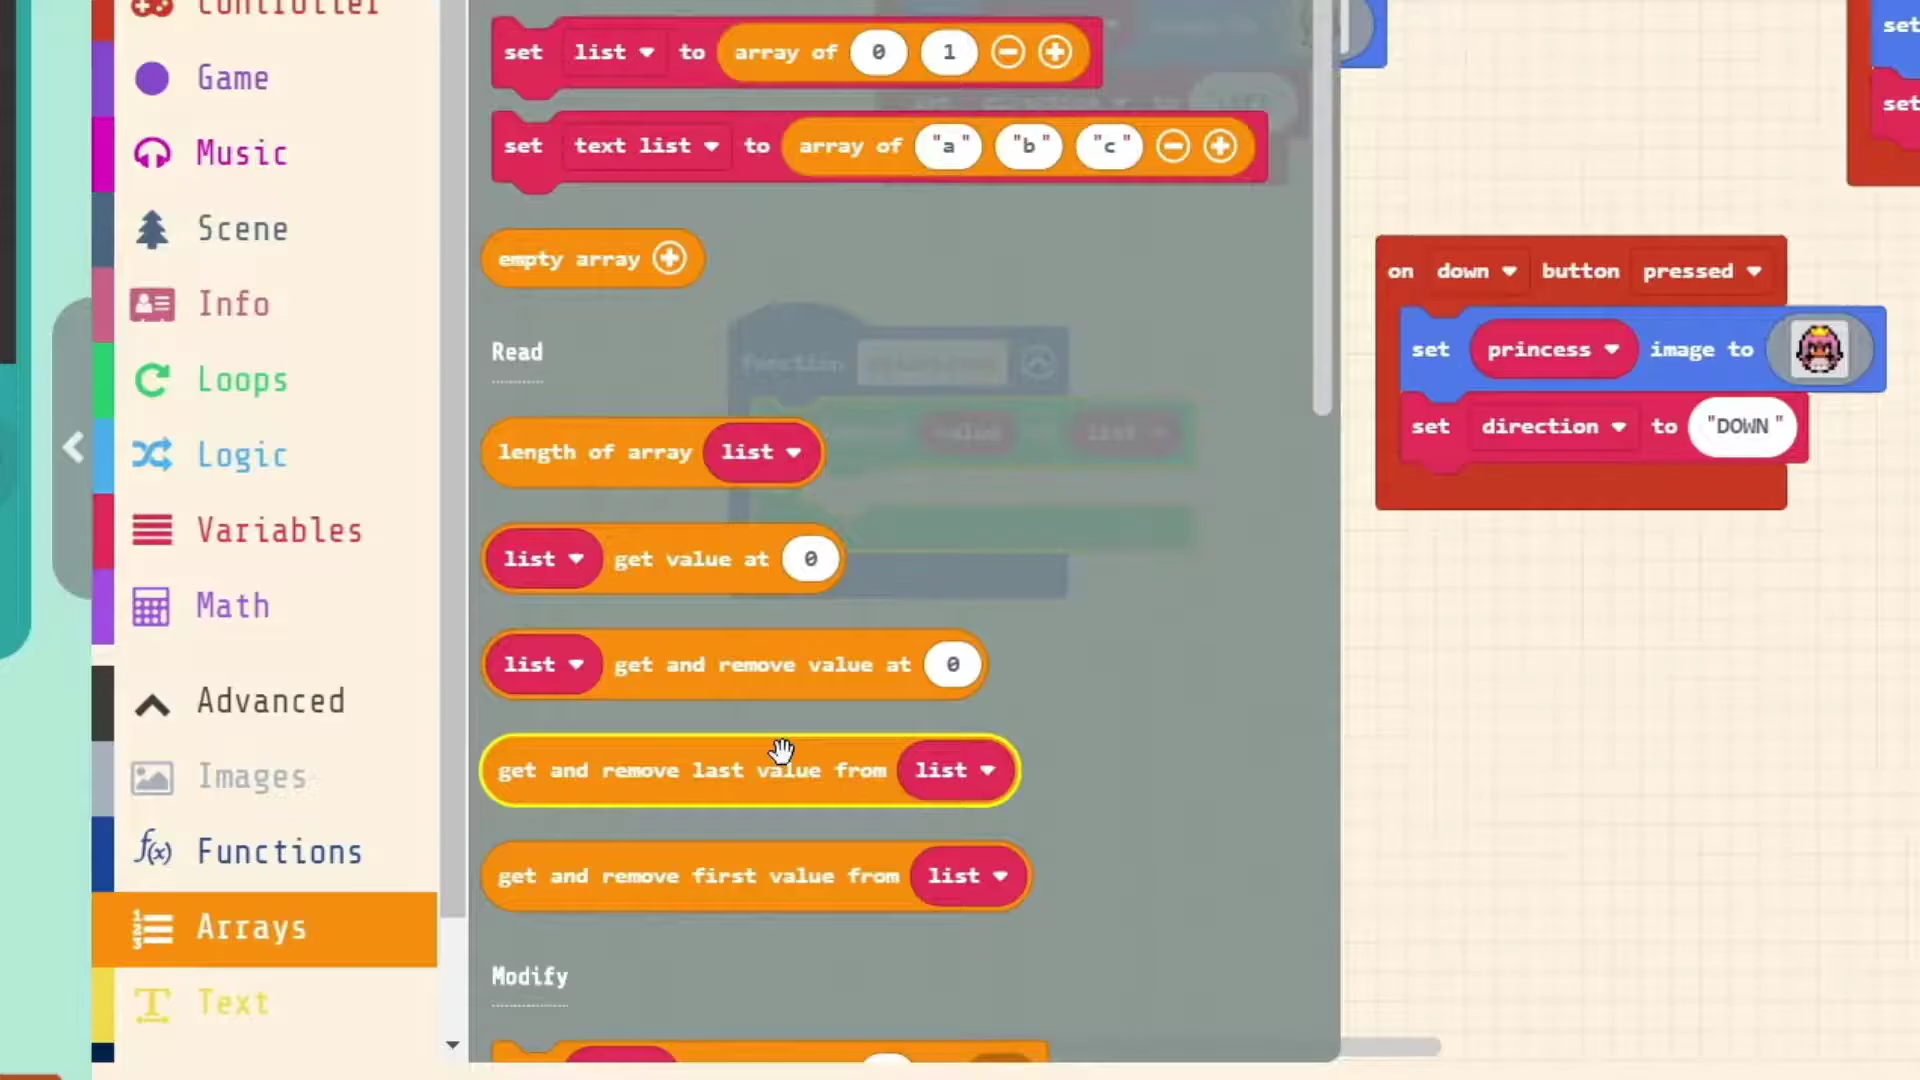 Controller
Game
Music
Scene
Info
Loops
Logic
Variables
Math
Advanced
Images
Functions
Arrays
Text
set list to array of 0 1
set text list to array of "a" "b" "c"
empty array
Read
length of array list
list get value at 0
list get and remove value at 0
get and remove last value from list
get and remove first value from list
Modify
function
value list
on down button pressed
set princess image to
set direction to "DOWN"
set
set